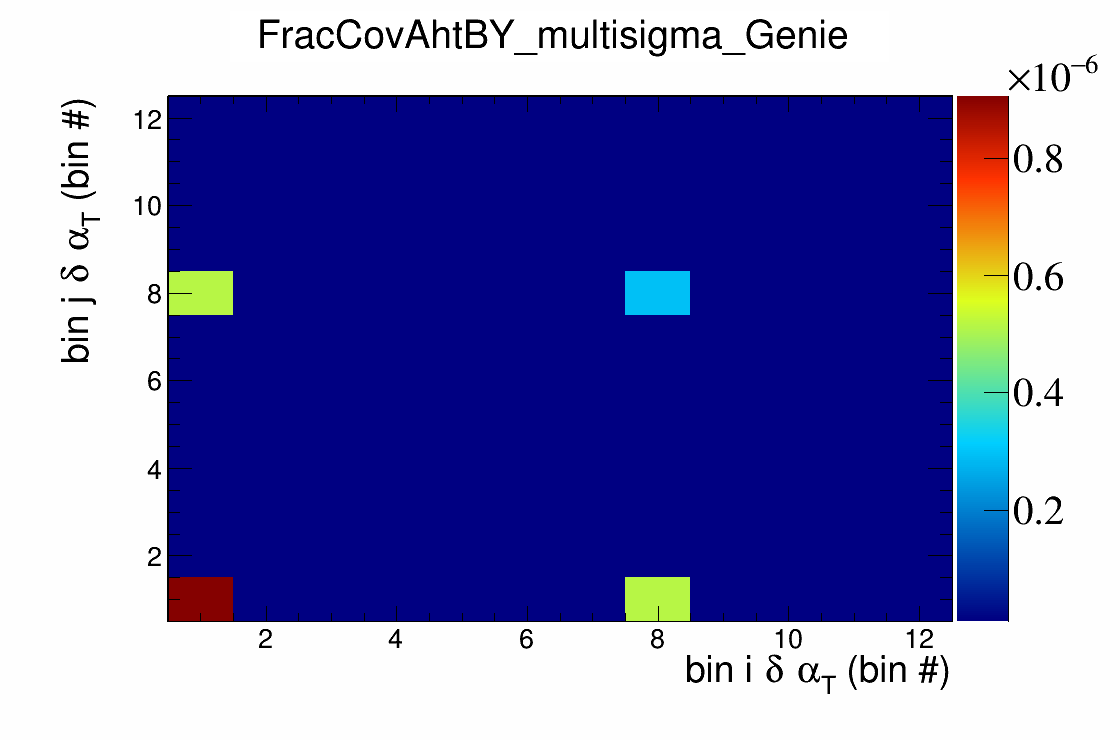 FracCovAhtBY_multisigma_Genie
×10⁻⁶
bin j δ α_T (bin #)
12
10
8
6
4
2
2 4 6 8 10 12
bin i δ α_T (bin #)
0.8
0.6
0.4
0.2